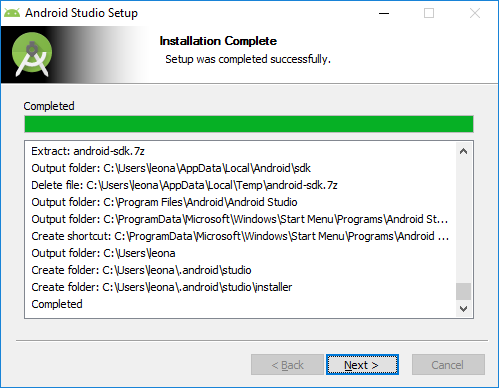 Android Studio Setup
Installation Complete
Setup was completed successfully.
Completed
Extract: android-sdk.7z
Output folder: C:\Users\leona\AppData\Local\Android\sdk
Delete file: C:\Users\leona\AppData\Local\Temp\android-sdk.7z
Output folder: C:\Program Files\Android\Android Studio
Output folder: C:\ProgramData\Microsoft\Windows\Start Menu\Programs\Android St...
Create shortcut: C:\ProgramData\Microsoft\Windows\Start Menu\Programs\Android ...
Output folder: C:\Users\leona
Create folder: C:\Users\leona\.android\studio
Create folder: C:\Users\leona\.android\studio\installer
Completed
< Back Next > Cancel